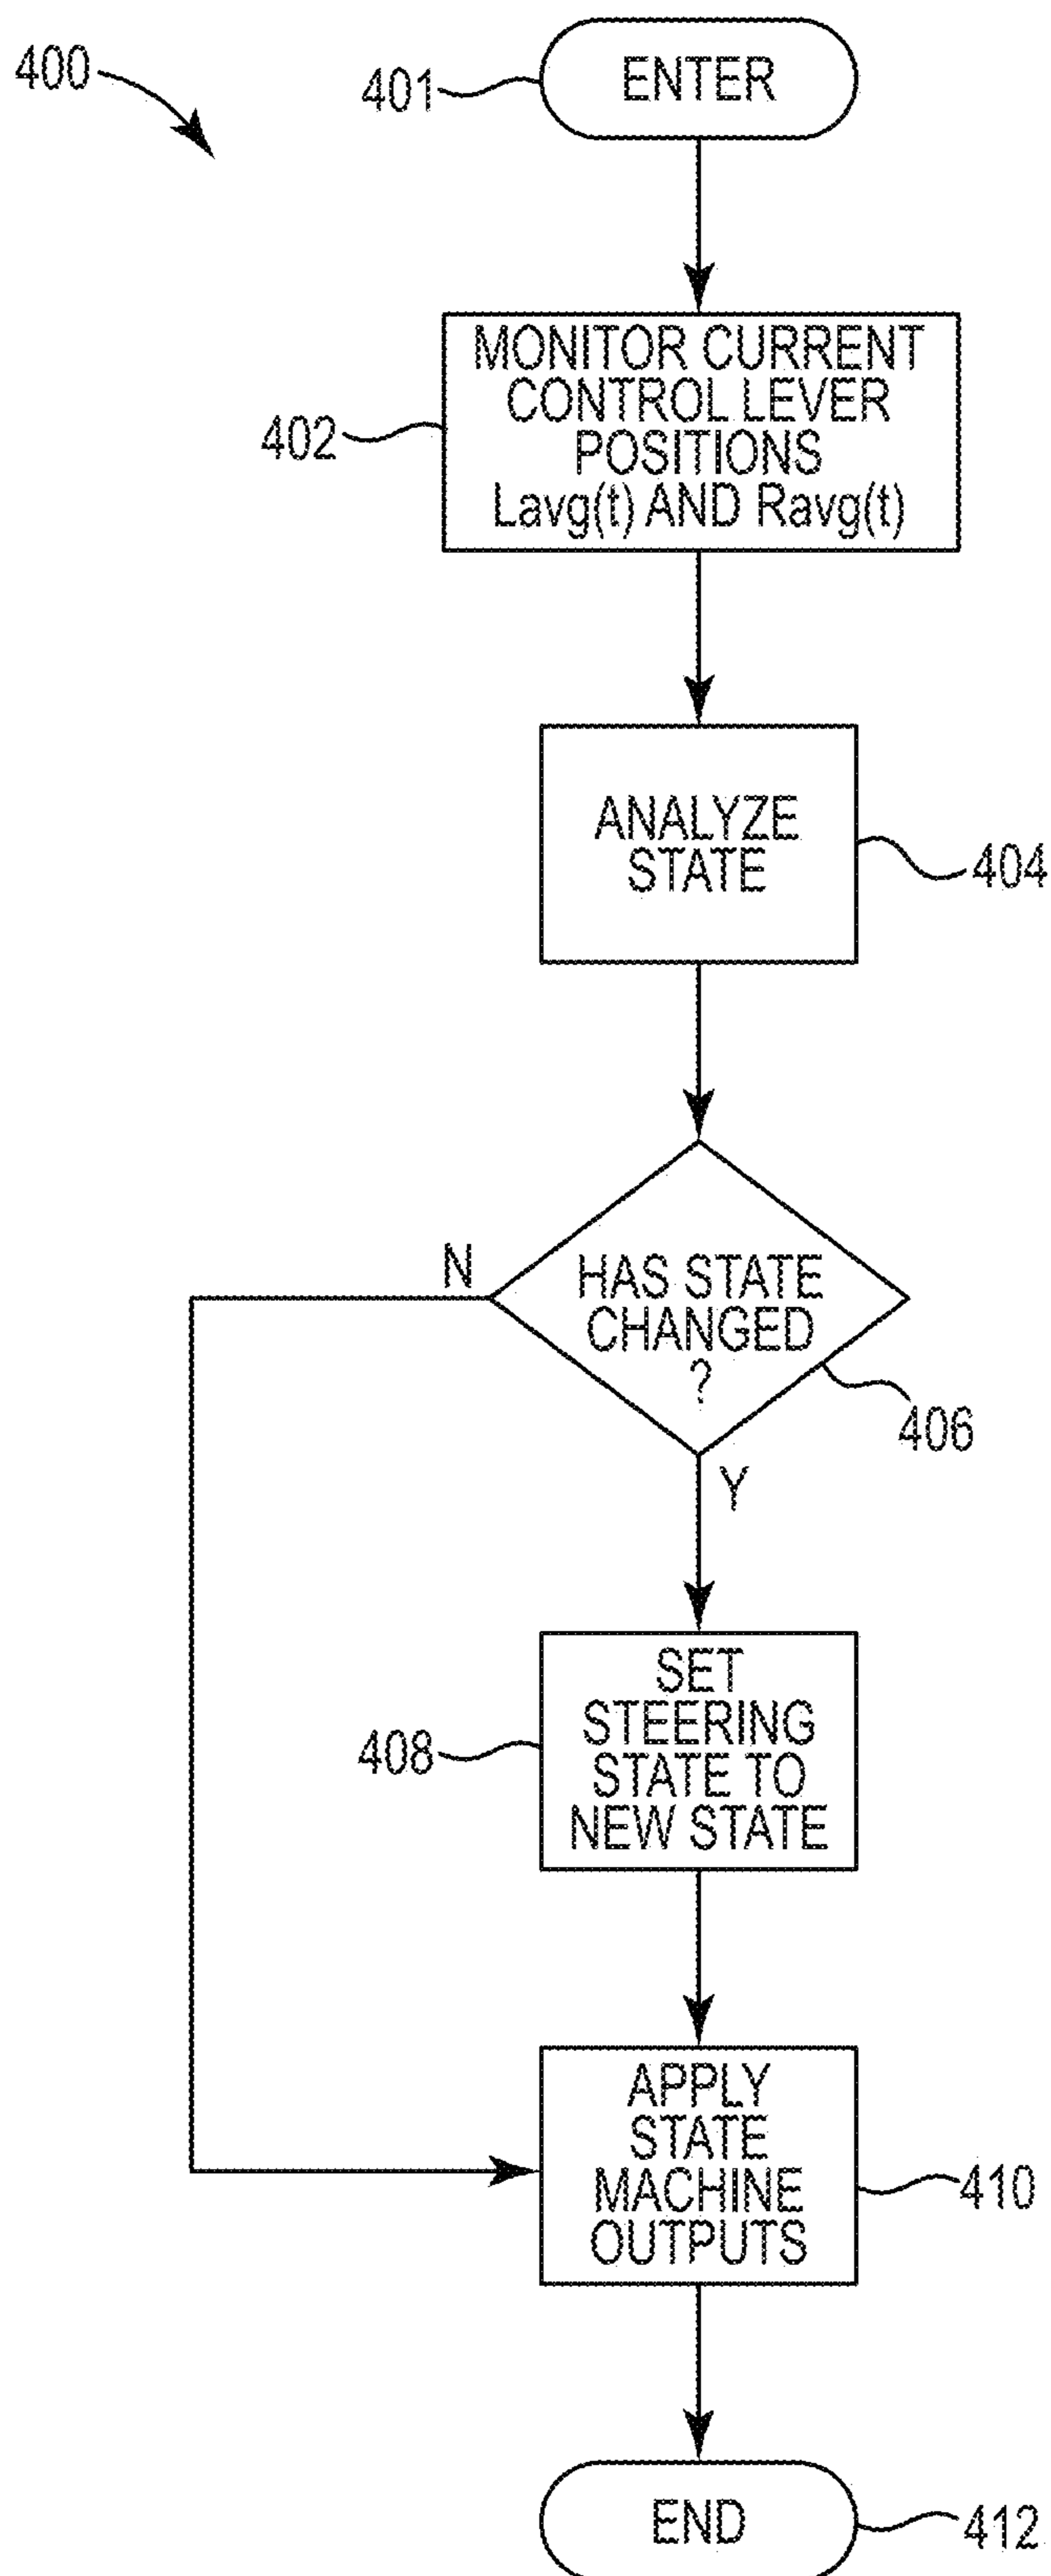 400
401
ENTER
402
MONITOR CURRENT
CONTROL LEVER
POSITIONS
Lavg(t) AND Ravg(t)
ANALYZE
STATE
404
N
HAS STATE
CHANGED
?
406
Y
408
SET
STEERING
STATE TO
NEW STATE
APPLY
STATE
MACHINE
OUTPUTS
410
END
412